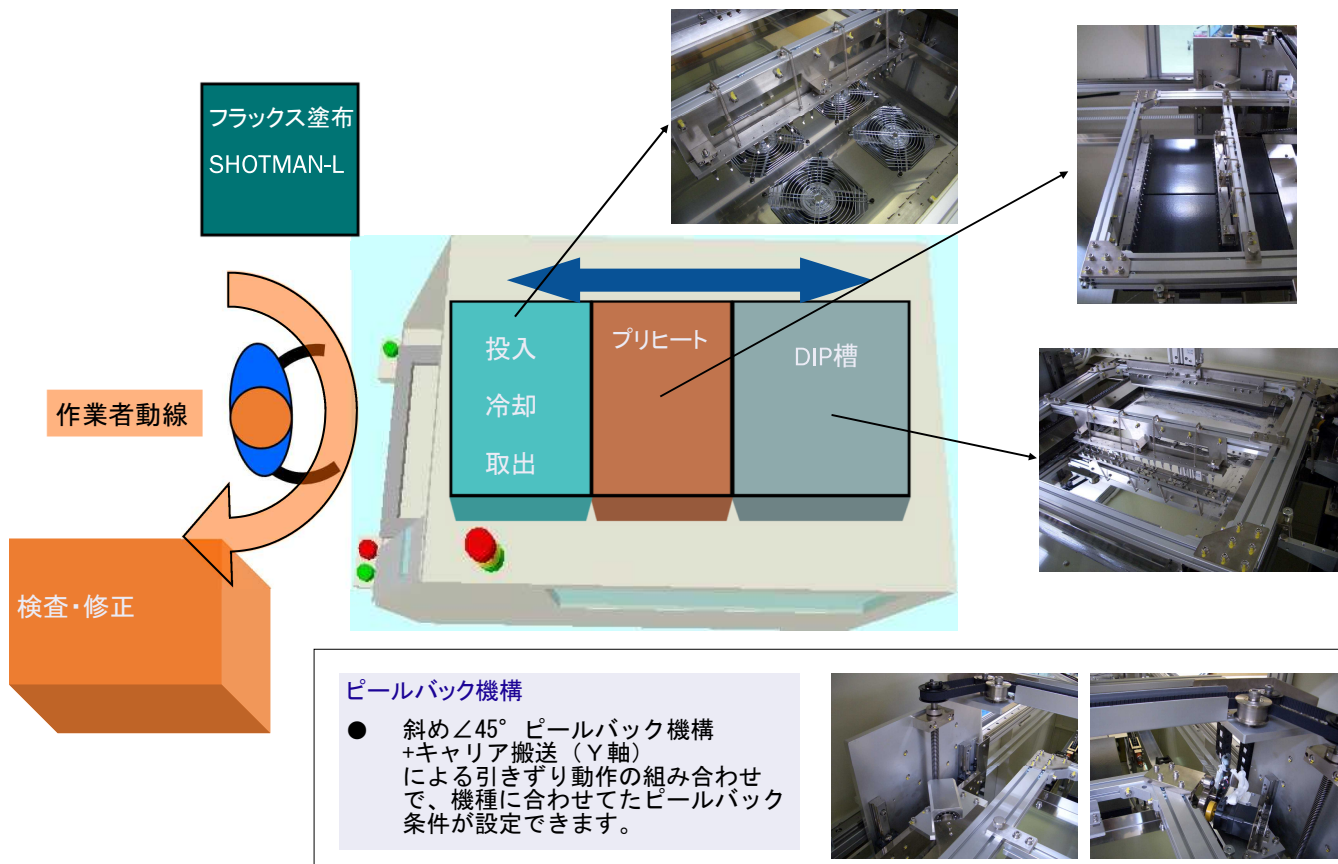 フラックス塗布
SHOTMAN-L
投入
冷却
取出
プリヒート
DIP槽
作業者動線
検査・修正
ピールバック機構
● 斜め∠45° ピールバック機構
+キャリア搬送（Ｙ軸）
による引きずり動作の組み合わせ
で、機種に合わせてたピールバック
条件が設定できます。